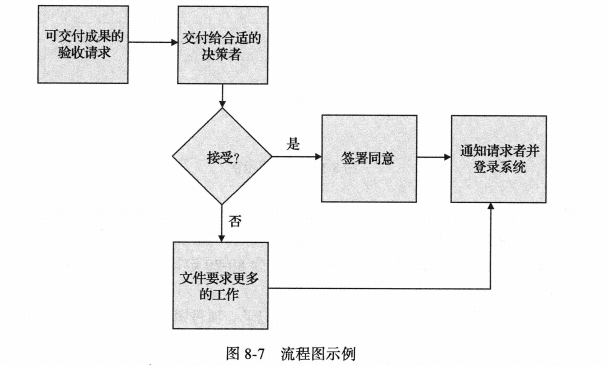 可交付成果的
验收请求
交付给合适的
决策者
接受?
是
签署同意
通知请求者并
登录系统
否
文件要求更多
的工作
图 8-7 流程图示例